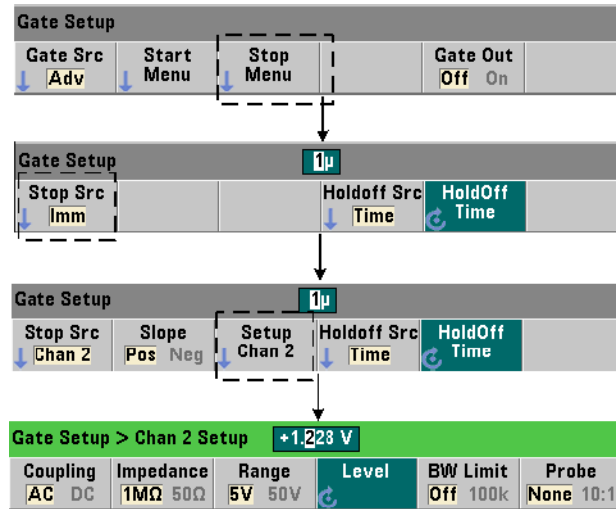 Gate Setup
Gate Src Start Stop Gate Out
Adv Menu Menu Off On
Gate Setup 1µ
Stop Src Holdoff Src HoldOff
Imm Time Time
Gate Setup 1µ
Stop Src Slope Setup Holdoff Src HoldOff
Chan 2 Pos Neg Chan 2 Time Time
Gate Setup > Chan 2 Setup +1.228 V
Coupling Impedance Range Level BW Limit Probe
AC DC 1MΩ 50Ω 5V 50V Off 100k None 10:1